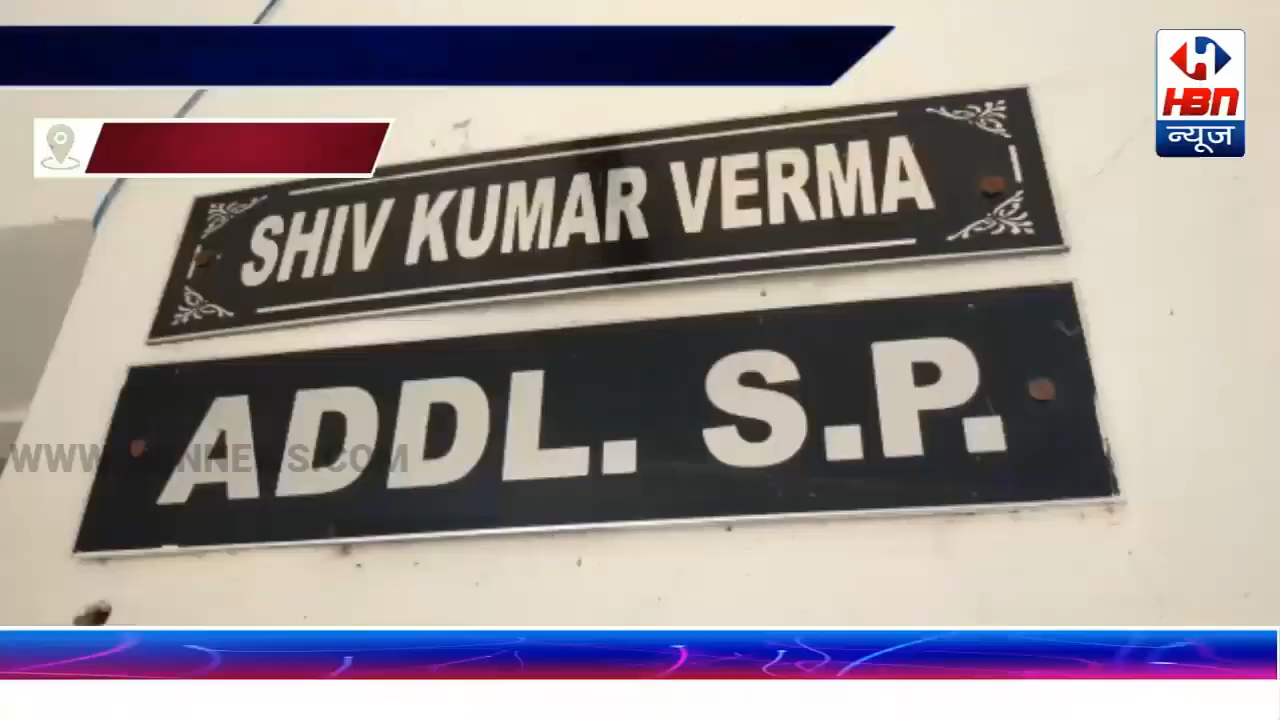 HBN
न्यूज
SHIV KUMAR VERMA
ADDL. S.P.